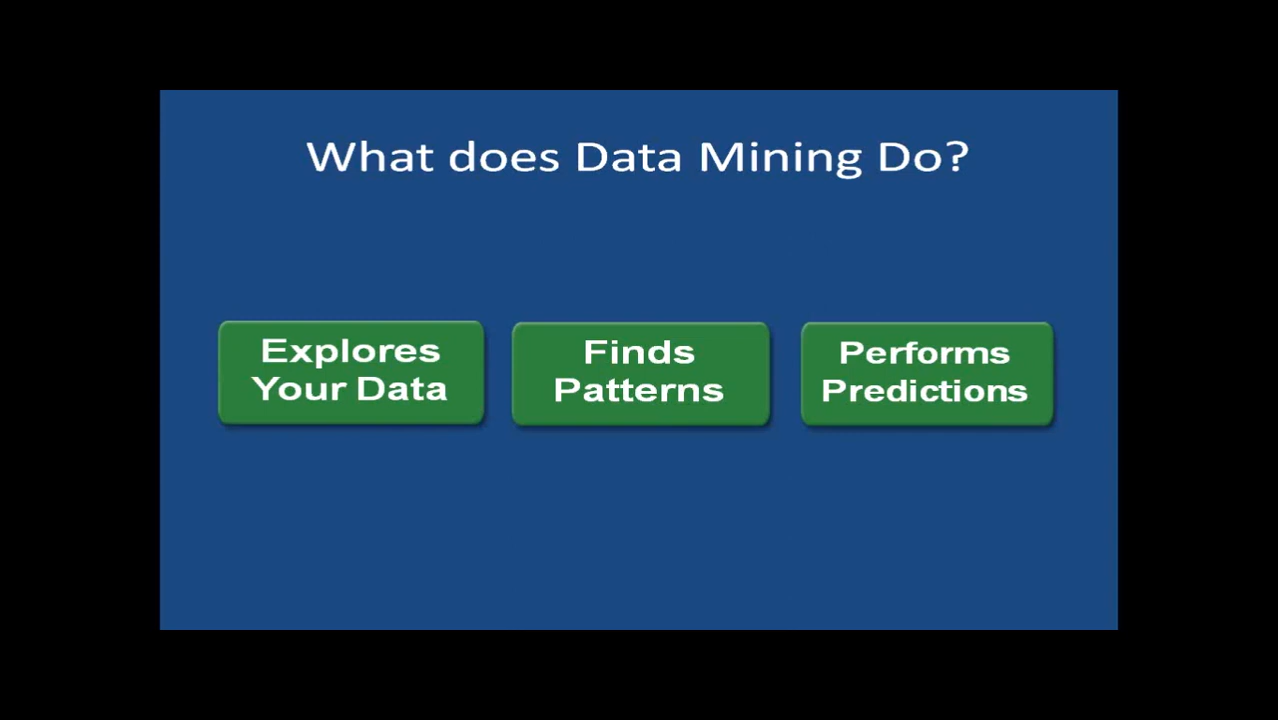 What does Data Mining Do?
Explores
Your Data
Finds
Patterns
Performs
Predictions